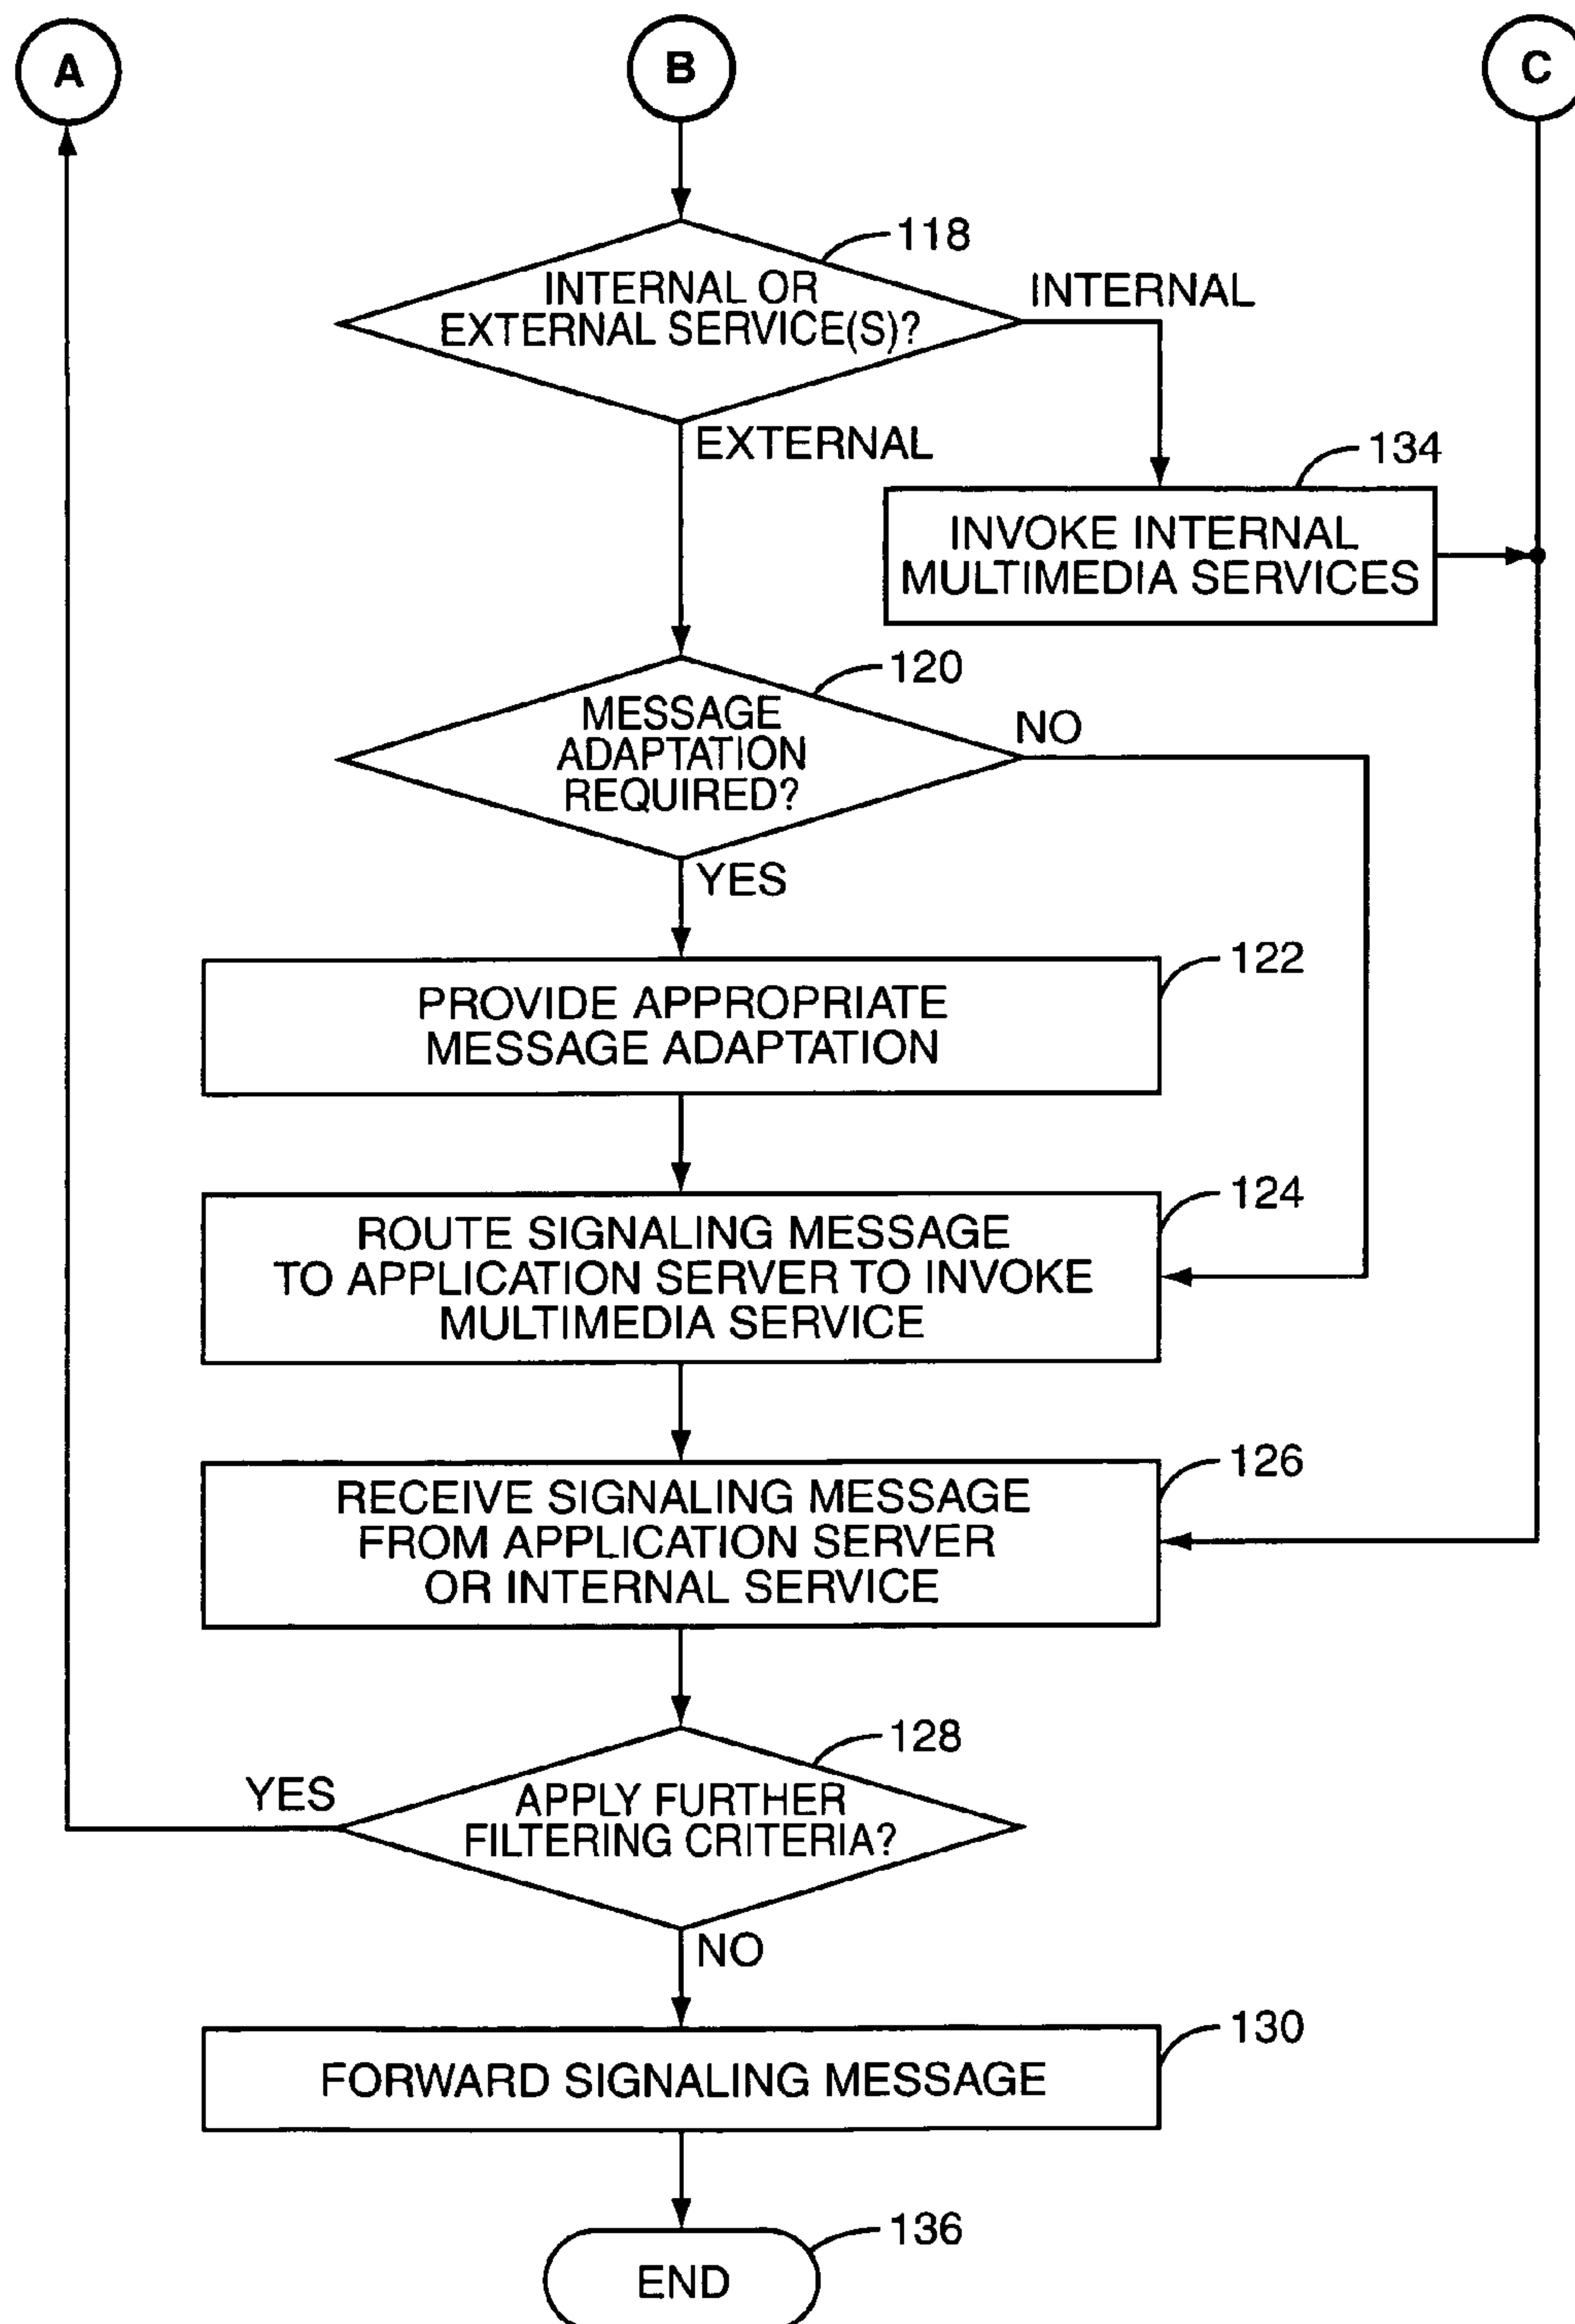 A
B
C
118
INTERNAL OR
EXTERNAL SERVICE(S)?
INTERNAL
EXTERNAL
134
INVOKE INTERNAL
MULTIMEDIA SERVICES
120
MESSAGE
ADAPTATION
REQUIRED?
NO
YES
122
PROVIDE APPROPRIATE
MESSAGE ADAPTATION
124
ROUTE SIGNALING MESSAGE
TO APPLICATION SERVER TO INVOKE
MULTIMEDIA SERVICE
126
RECEIVE SIGNALING MESSAGE
FROM APPLICATION SERVER
OR INTERNAL SERVICE
128
YES
APPLY FURTHER
FILTERING CRITERIA?
NO
130
FORWARD SIGNALING MESSAGE
136
END